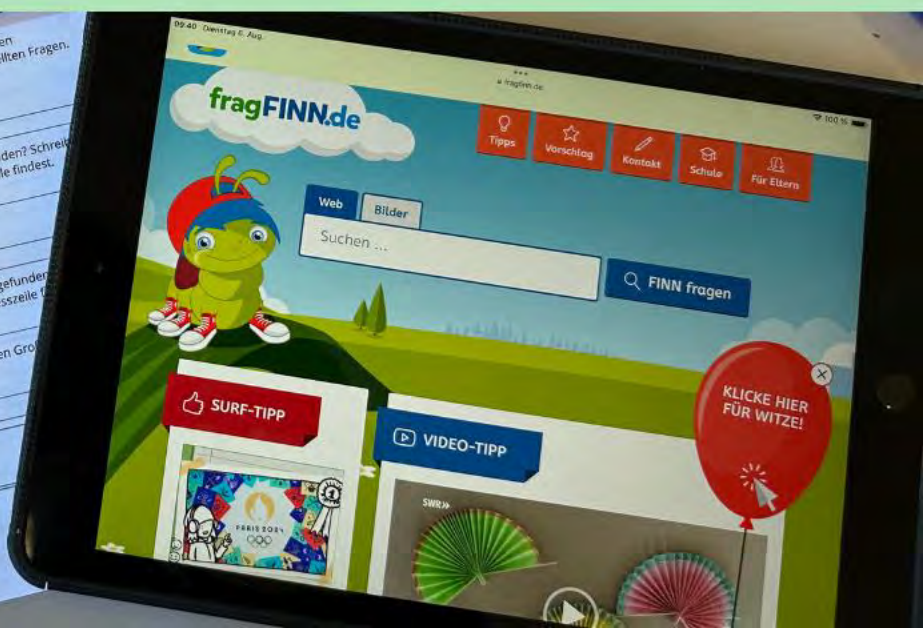 en
llten Fragen.
den? Schreib
le findest.
gefunden
sszeile f
en Gro
09:40 Dienstag 6. Aug.
fragfinn.de
100 %
fragFINN.de
Tipps
Vorschlag
Kontakt
Schule
Für Eltern
Web
Bilder
Suchen ...
FINN fragen
KLICKE HIER
FÜR WITZE!
SURF-TIPP
VIDEO-TIPP
PARIS 2024
1
SWR